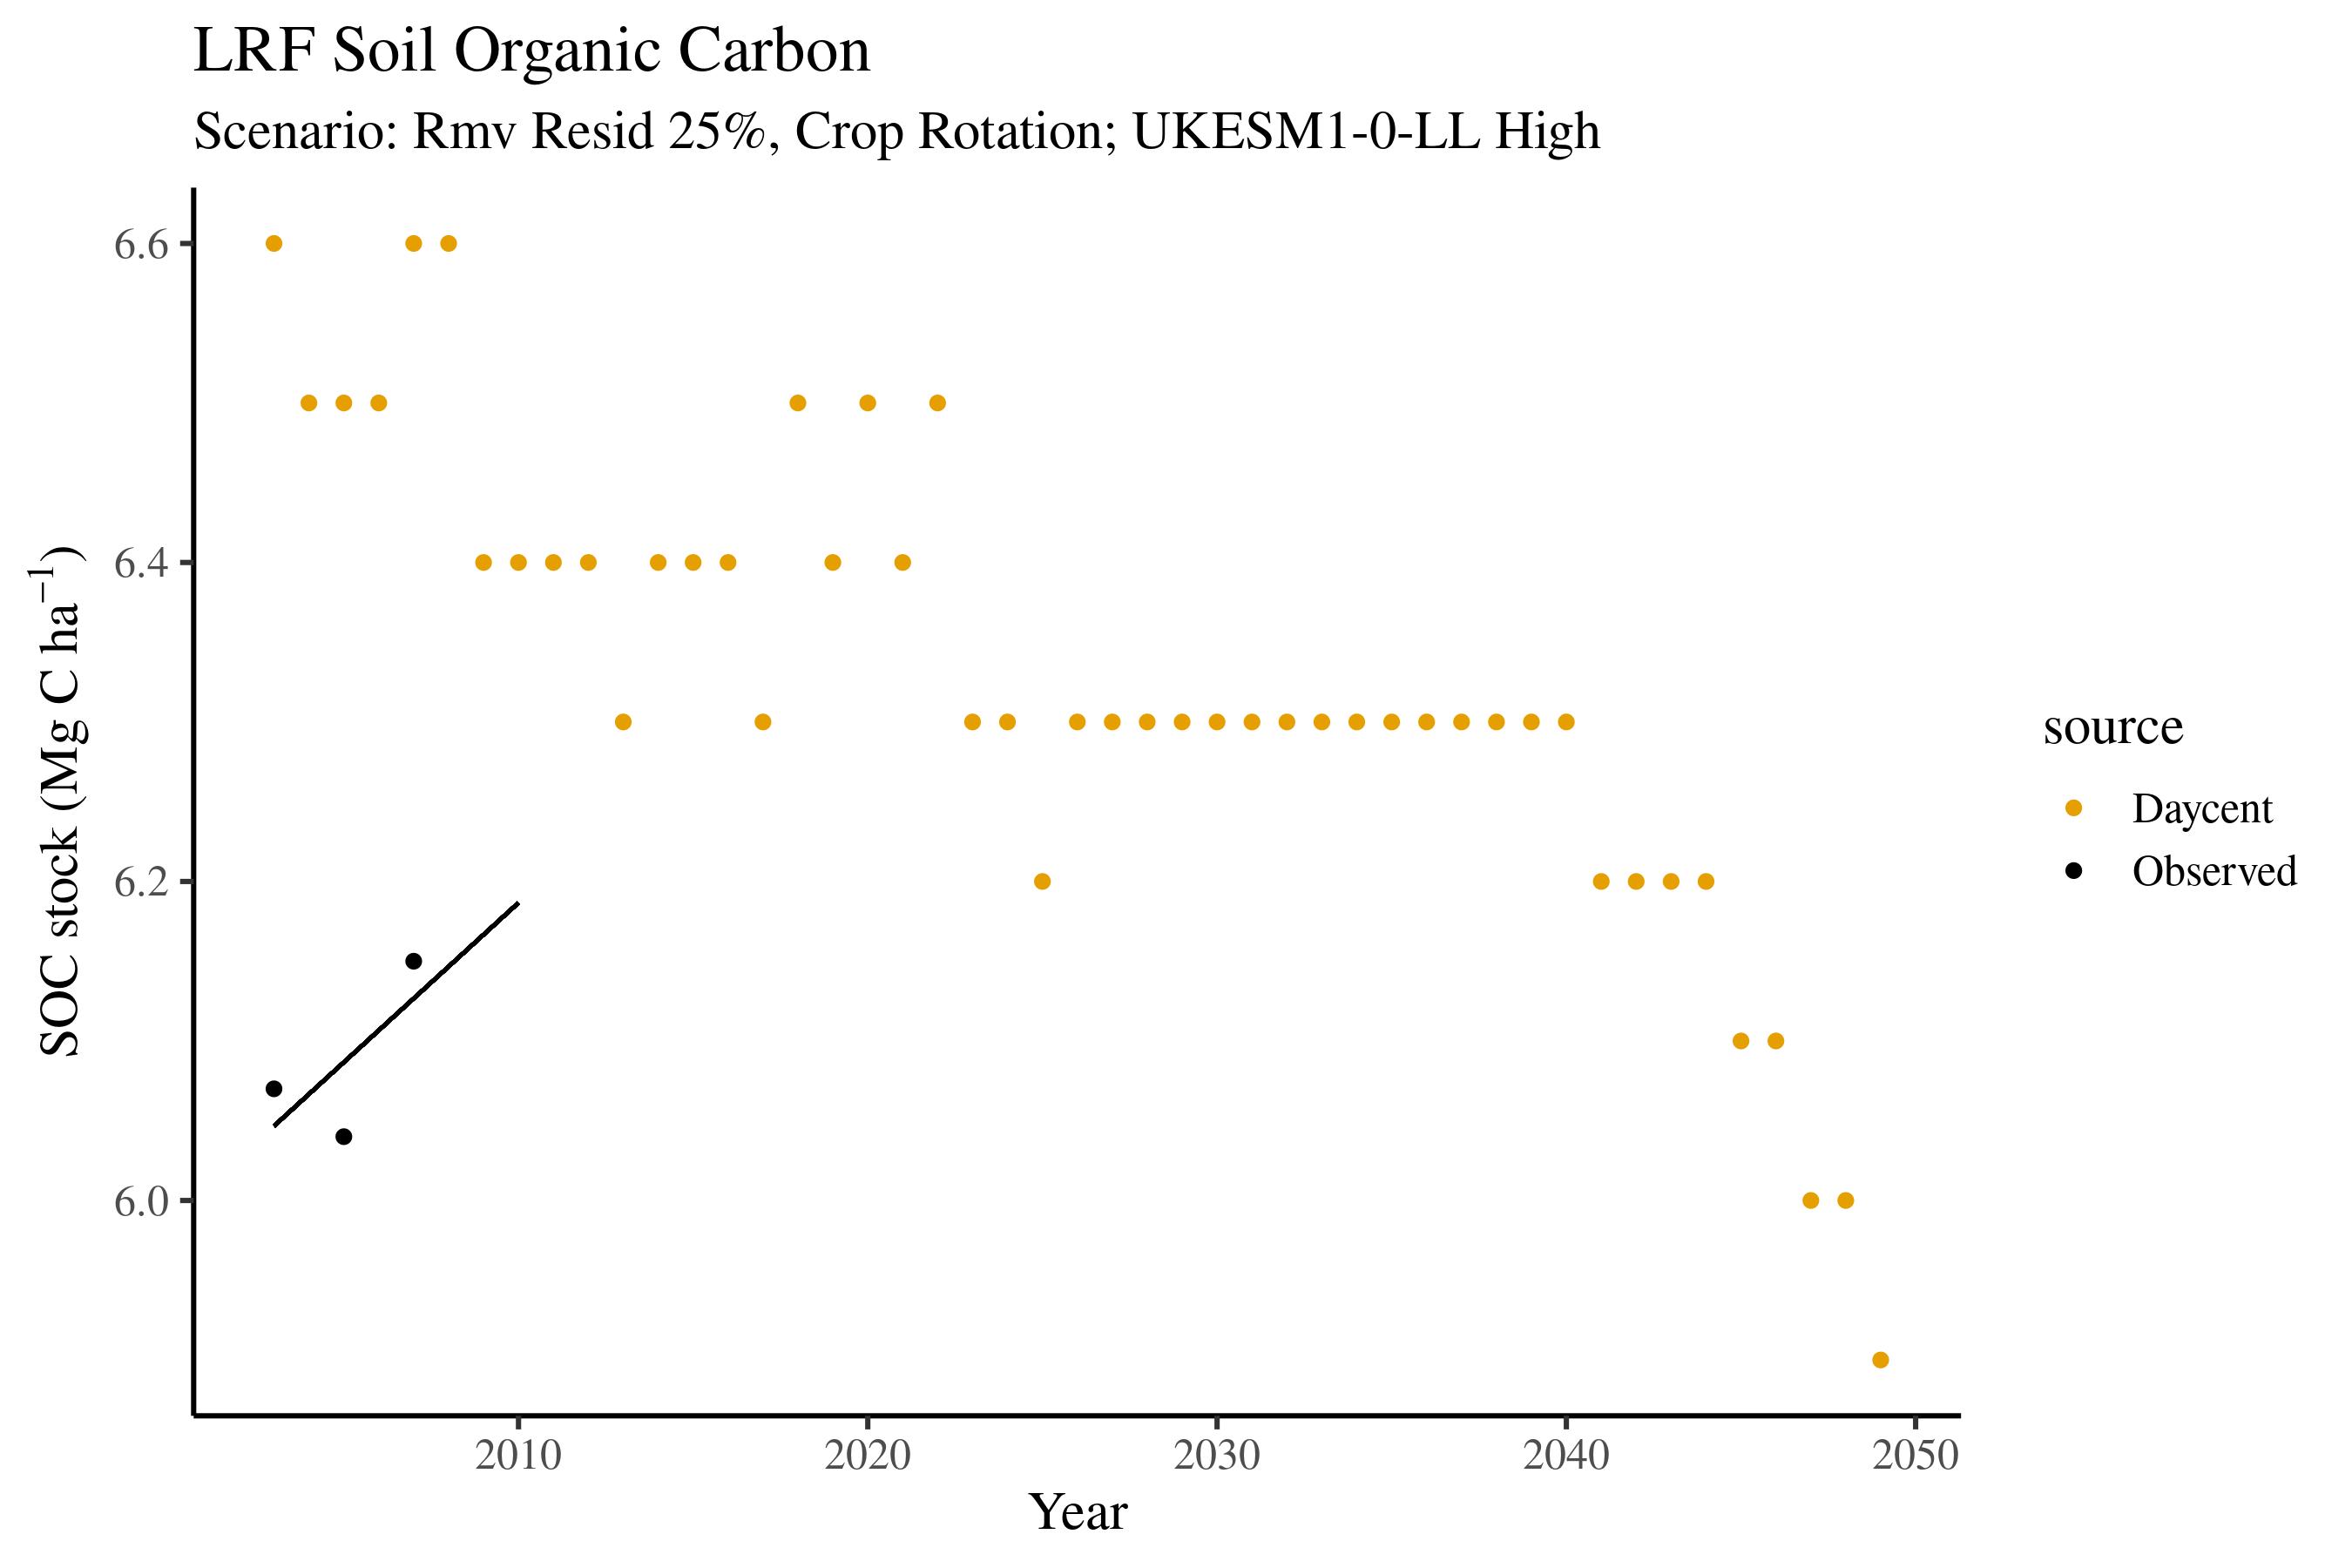 LRF Soil Organic Carbon
Scenario: Rmv Resid 25%, Crop Rotation; UKESM1-0-LL High
SOC stock (Mg C ha⁻¹)
6.6
6.4
6.2
6.0
2010 2020 2030 2040 2050
Year
source
Daycent
Observed